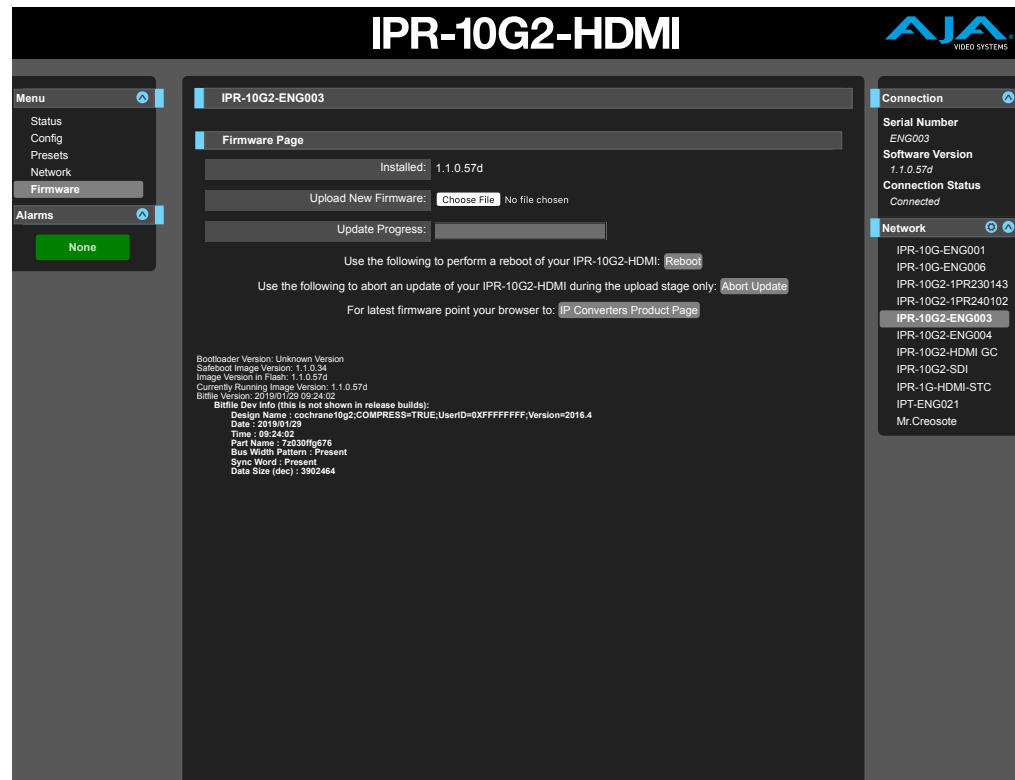 IPR-10G2-HDMI
AJA
VIDEO SYSTEMS
Menu
Status
Config
Presets
Network
Firmware
Alarms
None
IPR-10G2-ENG003
Firmware Page
Installed: 1.1.0.57d
Upload New Firmware: Choose File No file chosen
Update Progress:
Use the following to perform a reboot of your IPR-10G2-HDMI: Reboot
Use the following to abort an update of your IPR-10G2-HDMI during the upload stage only: Abort Update
For latest firmware point your browser to: IP Converters Product Page
Bootloader Version: Unknown Version
Safeboot Image Version: 1.1.0.34
Image Version in Flash: 1.1.0.57d
Currently Running Image Version: 1.1.0.57d
Bitfile Version: 2019/01/29 09:24:02
Bitfile Dev Info (this is not shown in release builds):
Design Name : cochrane10g2;COMPRESS=TRUE;UserID=0XFFFFFFFF;Version=2016.4
Date : 2019/01/29
Time : 09:24:02
Part Name : 7z030ffg676
Bus Width Pattern : Present
Sync Word : Present
Data Size (dec) : 3902464
Connection
Serial Number
ENG003
Software Version
1.1.0.57d
Connection Status
Connected
Network
IPR-10G-ENG001
IPR-10G-ENG006
IPR-10G2-1PR230143
IPR-10G2-1PR240102
IPR-10G2-ENG003
IPR-10G2-ENG004
IPR-10G2-HDMI GC
IPR-10G2-SDI
IPR-1G-HDMI-STC
IPT-ENG021
Mr.Creosote